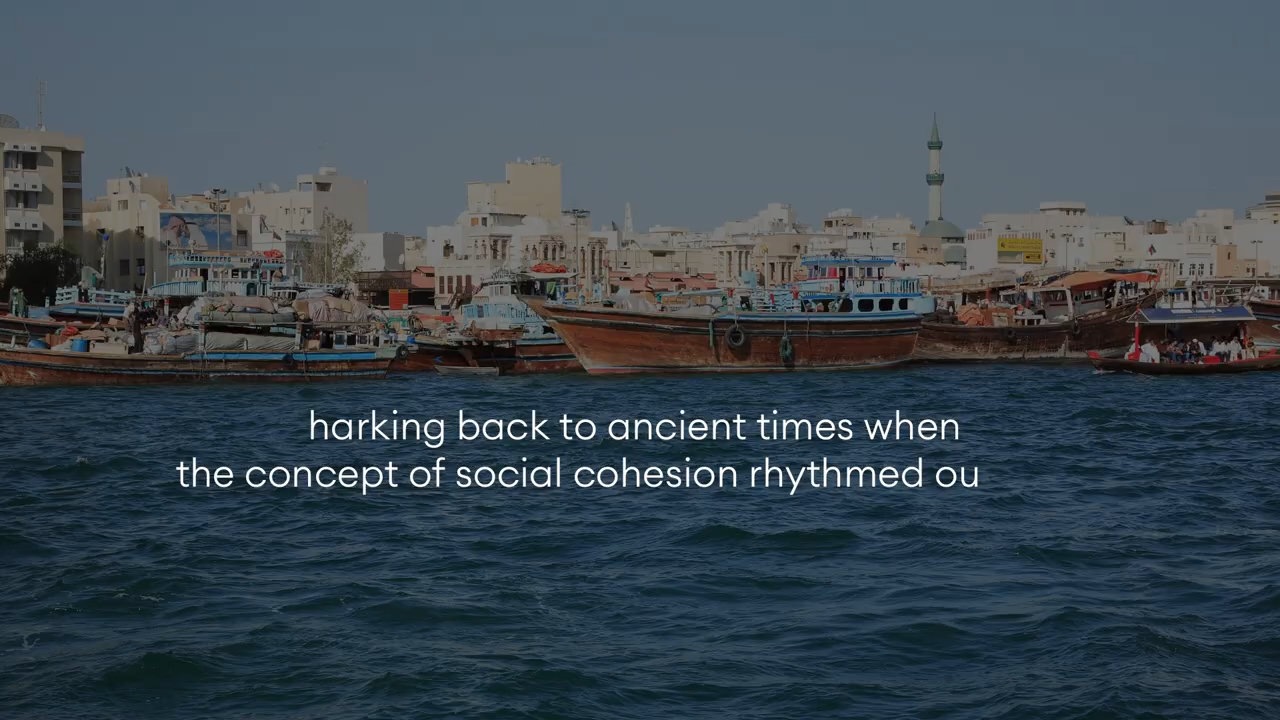 harking back to ancient times when
the concept of social cohesion rhythmed ou